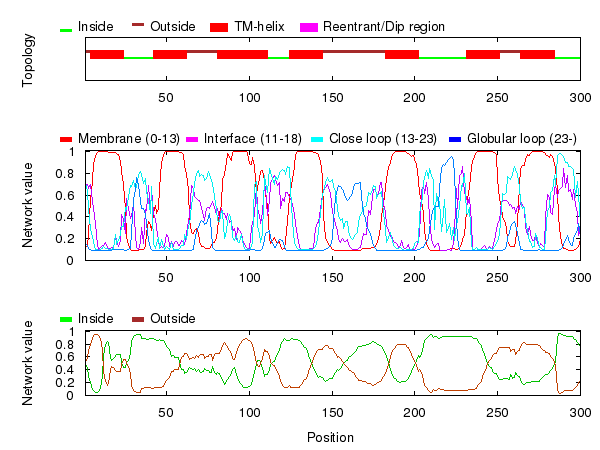 Inside Outside TM-helix Reentrant/Dip region
Topology
50 100 150 200 250 300
Membrane (0-13) Interface (11-18) Close loop (13-23) Globular loop (23-)
Network value
1
0.8
0.6
0.4
0.2
0
50 100 150 200 250 300
Inside Outside
Network value
1
0.8
0.6
0.4
0.2
0
50 100 150 200 250 300
Position